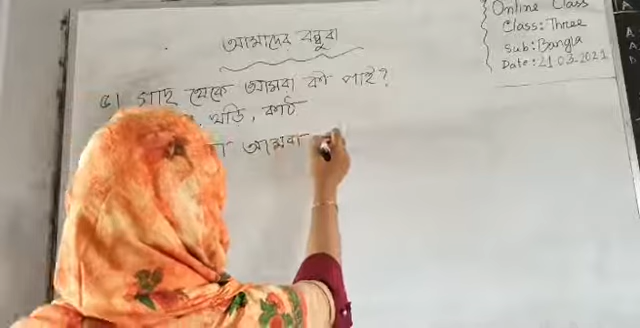 আমাদের বন্ধুরা
৫। গাছ থেকে আমরা কী পাই?
খড়ি, কাঠ
আমরা
Online Class
Class: Three
Sub: Bangla
Date: 21.03.2021